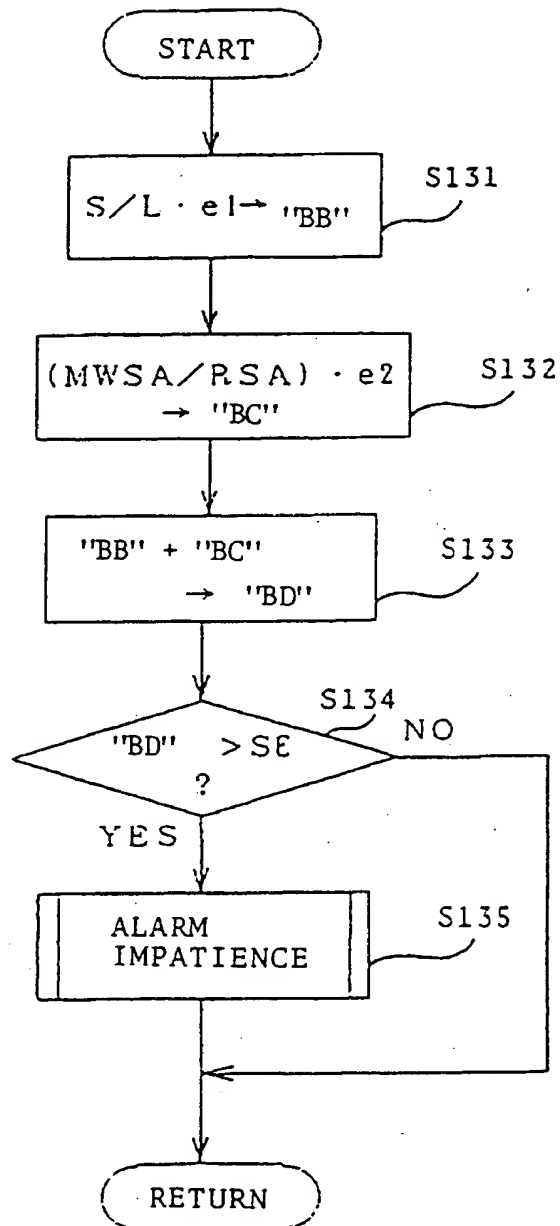 START
S/L · e1→ "BB"
S131
(MWSA/RSA) · e2
→ "BC"
S132
"BB" + "BC"
→ "BD"
S133
S134
"BD" > SE
?
NO
YES
ALARM
IMPATIENCE
S135
RETURN